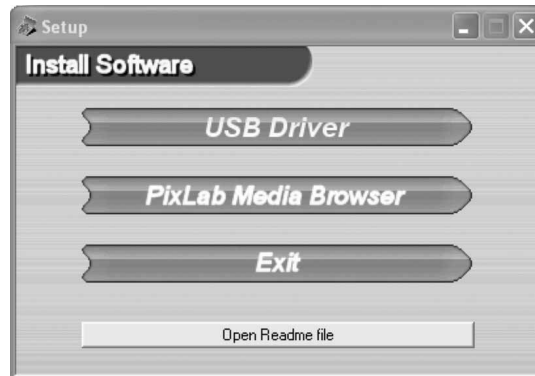 Setup
Install Software
USB Driver
PixLab Media Browser
Exit
Open Readme file